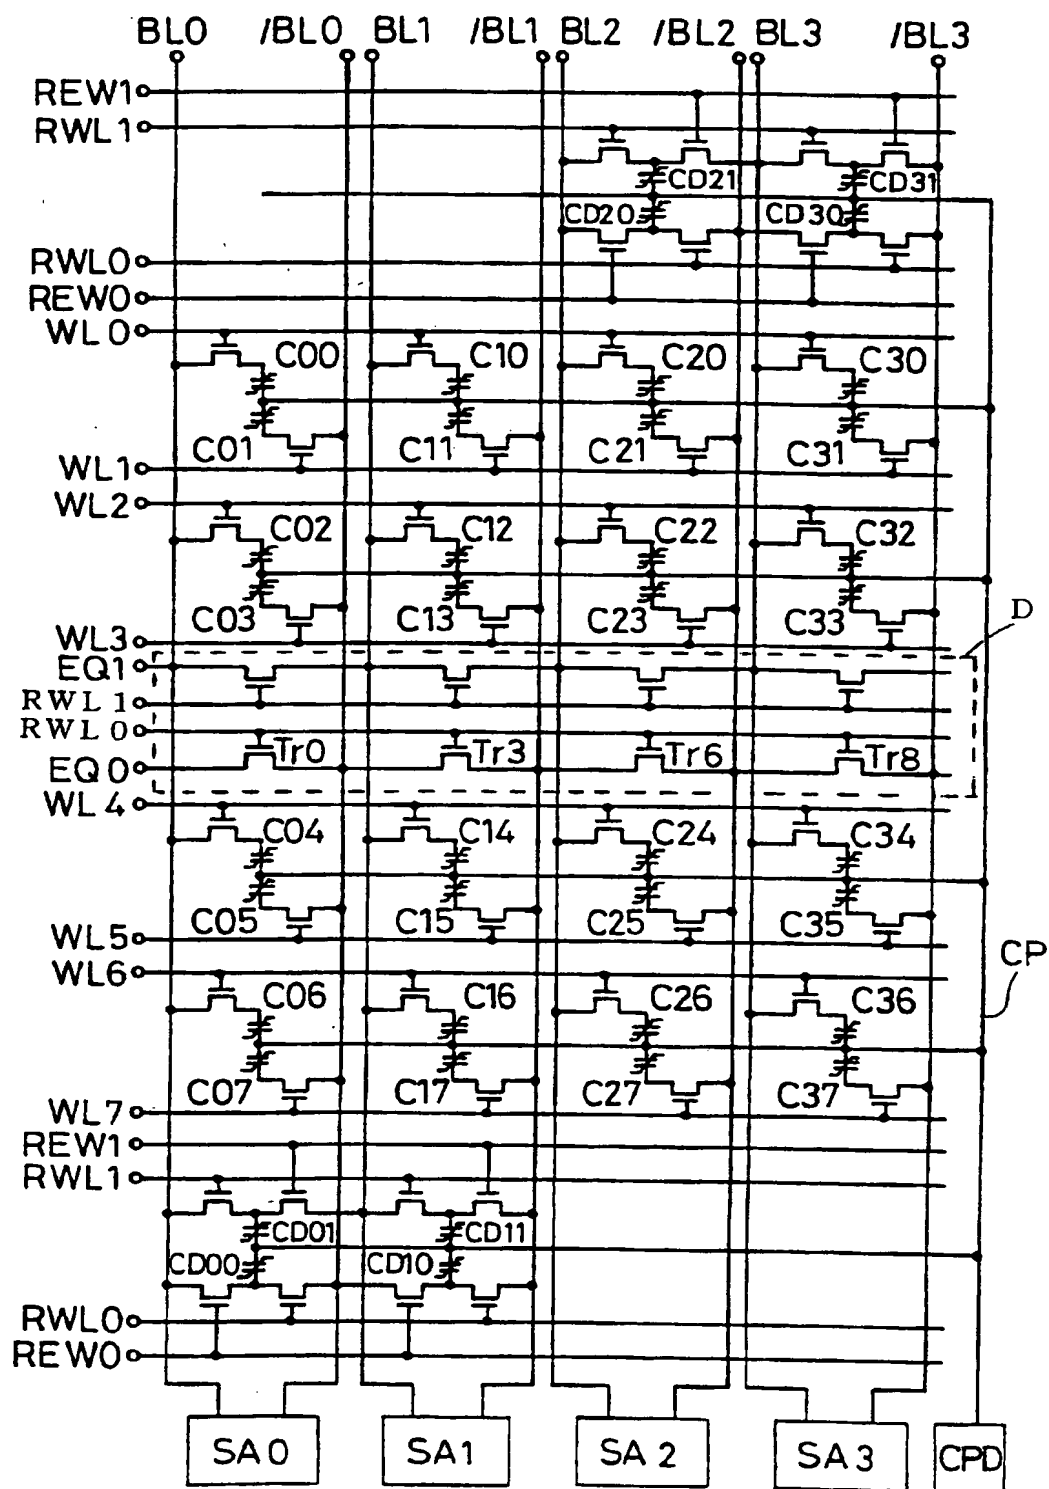 BL0 /BL0 BL1 /BL1 BL2 /BL2 BL3 /BL3
REW1
RWL1
CD21 CD31
CD20 CD30
RWL0
REW0
WL0
C00 C10 C20 C30
C01 C11 C21 C31
WL1
WL2
C02 C12 C22 C32
C03 C13 C23 C33
WL3
D
EQ1
RWL1
RWL0
Tr0 Tr3 Tr6 Tr8
EQ0
WL4
C04 C14 C24 C34
C05 C15 C25 C35
WL5
CP
WL6
C06 C16 C26 C36
C07 C17 C27 C37
WL7
REW1
RWL1
CD01 CD11
CD00 CD10
RWL0
REW0
SA0 SA1 SA2 SA3 CPD